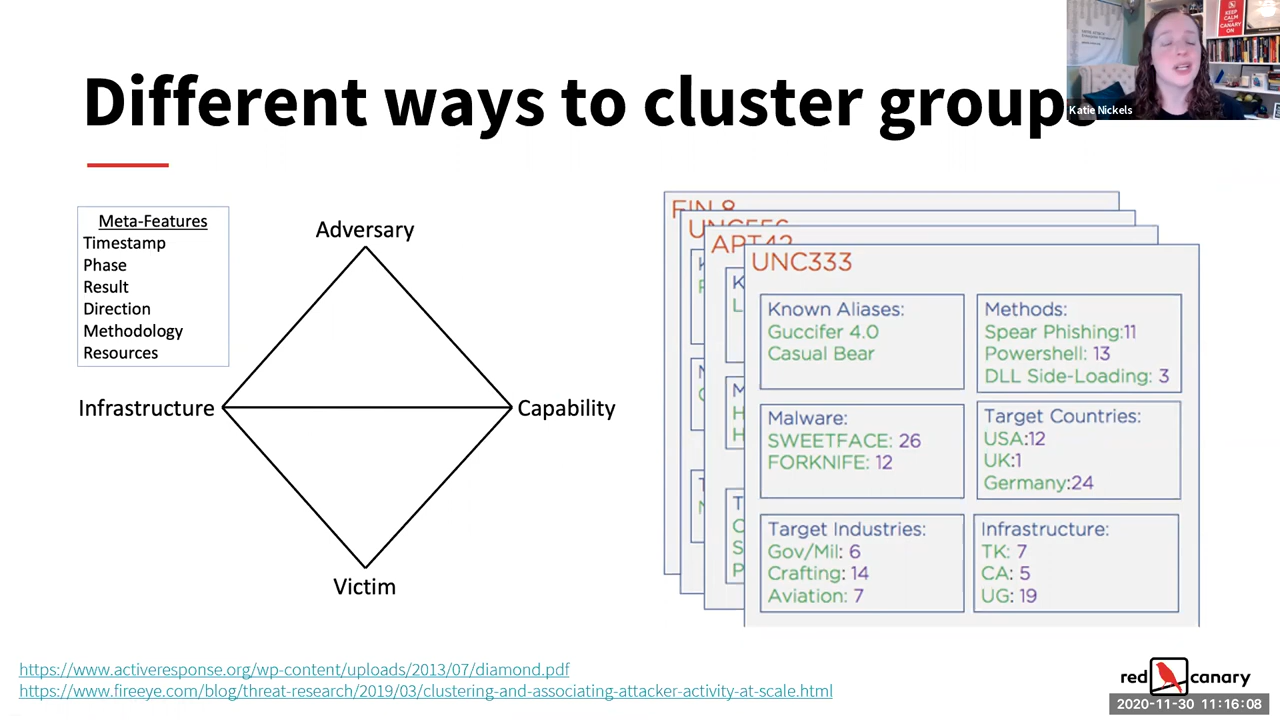 Different ways to cluster groups
KEEP
CALM
CANARY
ON
Katie Nickels
Meta-Features
Timestamp
Phase
Result
Direction
Methodology
Resources
Adversary
Infrastructure
Capability
Victim
FIN 8
UNC556
APT42
UNC333
Known Aliases:
Guccifer 4.0
Casual Bear
Methods:
Spear Phishing:11
Powershell: 13
DLL Side-Loading: 3
Malware:
SWEETFACE: 26
FORKNIFE: 12
Target Countries:
USA:12
UK:1
Germany:24
Target Industries:
Gov/Mil: 6
Crafting: 14
Aviation: 7
Infrastructure:
TK: 7
CA: 5
UG: 19
https://www.activeresponse.org/wp-content/uploads/2013/07/diamond.pdf
https://www.fireeye.com/blog/threat-research/2019/03/clustering-and-associating-attacker-activity-at-scale.html
red canary
2020-11-30 11:16:08